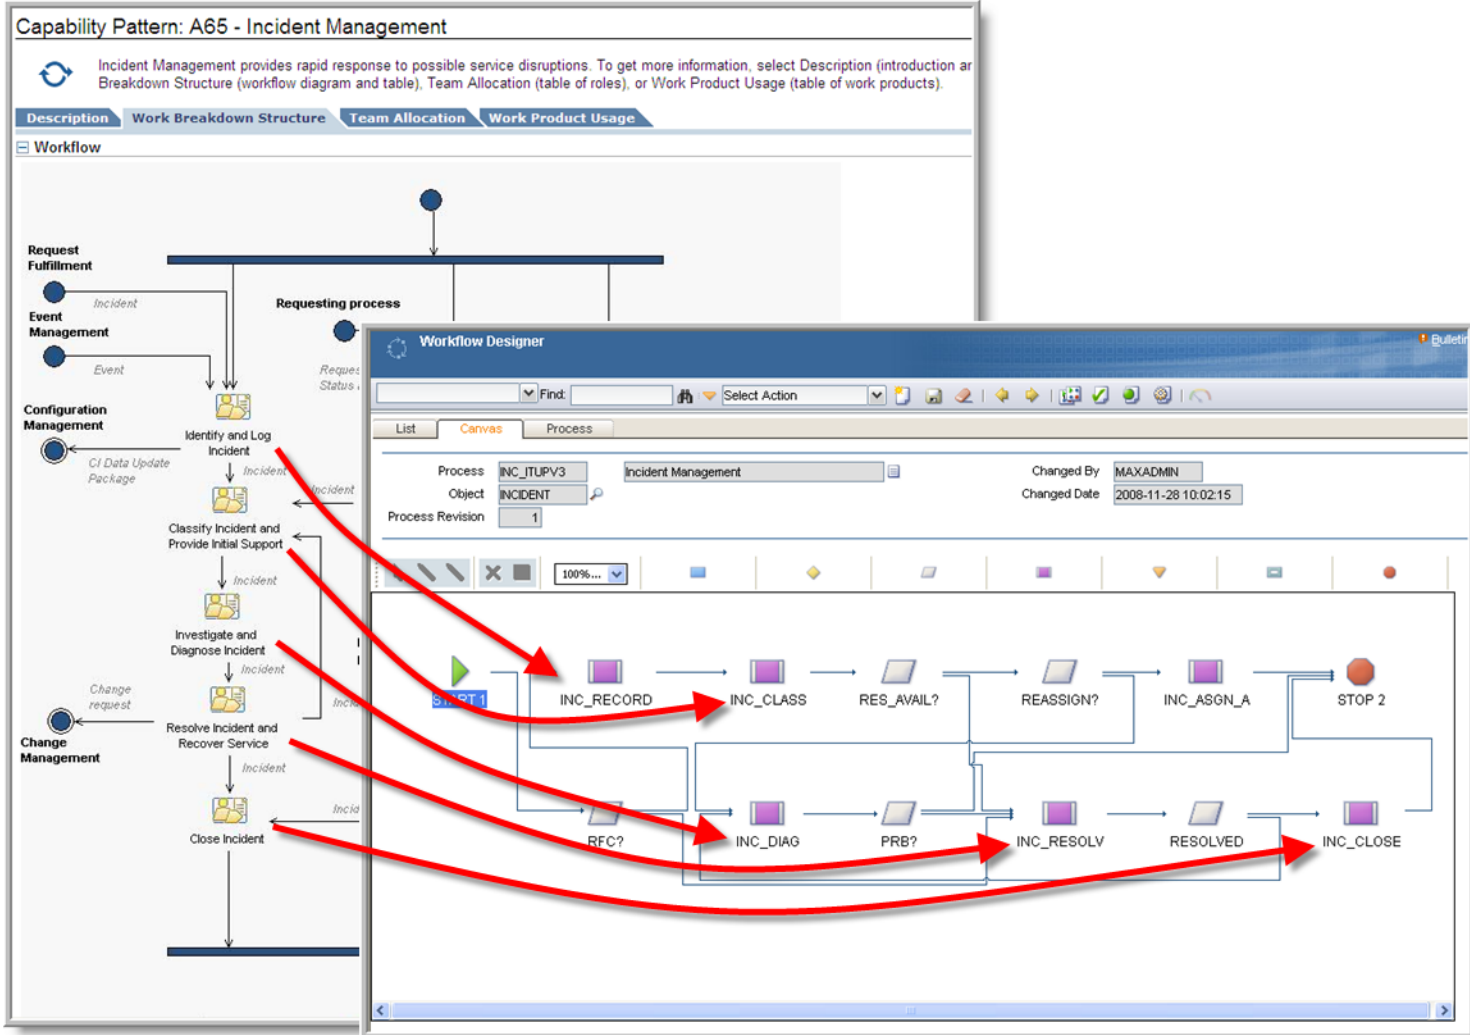 Capability Pattern: A65 - Incident Management
Incident Management provides rapid response to possible service disruptions. To get more information, select Description (introduction
Breakdown Structure (workflow diagram and table), Team Allocation (table of roles), or Work Product Usage (table of work products).
Description Work Breakdown Structure Team Allocation Work Product Usage
Workflow
Request
Fulfillment
Incident
Event
Management
Event
Requesting process
Status
Configuration
Management
CI Data Update
Package
Identify and Log
Incident
Incident
Incident
Classify Incident and
Provide Initial Support
Incident
Investigate and
Diagnose Incident
Incident
Change
request
Change
Management
Resolve Incident and
Recover Service
Incident
Close Incident
Workflow Designer
Find:
Select Action
List Canvas Process
Process INC_ITUPV3 Incident Management Changed By MAXADMIN
Object INCIDENT Changed Date 2008-11-28 10:02:15
Process Revision 1
100%...
START 1 INC_RECORD INC_CLASS RES_AVAIL? REASSIGN? INC_ASGN_A STOP 2
RFC? INC_DIAG PRB? INC_RESOLV RESOLVED INC_CLOSE